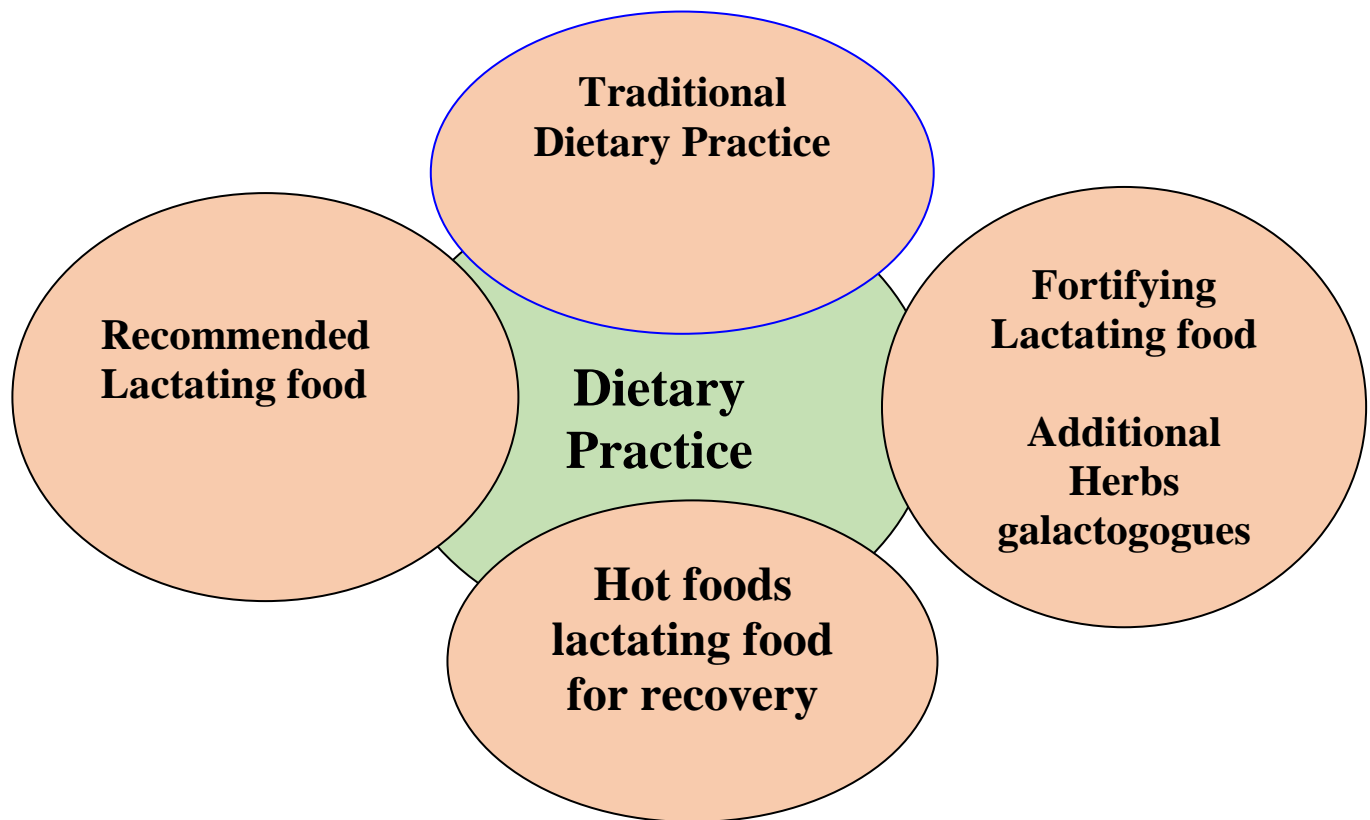 Traditional
Dietary Practice
Recommended
Lactating food
Dietary
Practice
Fortifying
Lactating food
Additional
Herbs
galactogogues
Hot foods
lactating food
for recovery